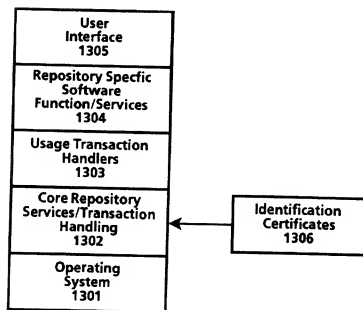 User
Interface
1305
Repository Specfic
Software
Function/Services
1304
Usage Transaction
Handlers
1303
Core Repository
Services/Transaction
Handling
1302
Identification
Certificates
1306
Operating
System
1301